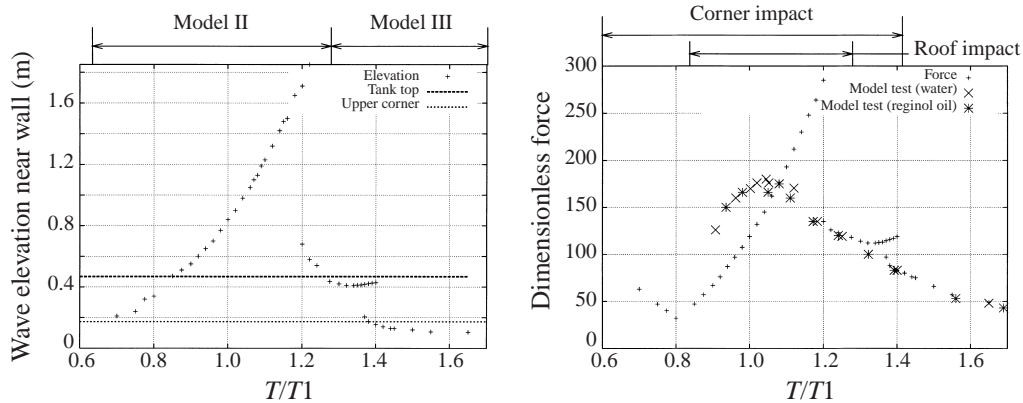 Model II
Model III
Wave elevation near wall (m)
1.6
1.2
0.8
0.4
0
Elevation
Tank top
Upper corner
0.6
0.8
1.0
1.2
1.4
1.6
T/T1
Corner impact
Roof impact
Dimensionless force
300
250
200
150
100
50
0
Force
Model test (water)
Model test (reginol oil)
0.6
0.8
1.0
1.2
1.4
1.6
T/T1